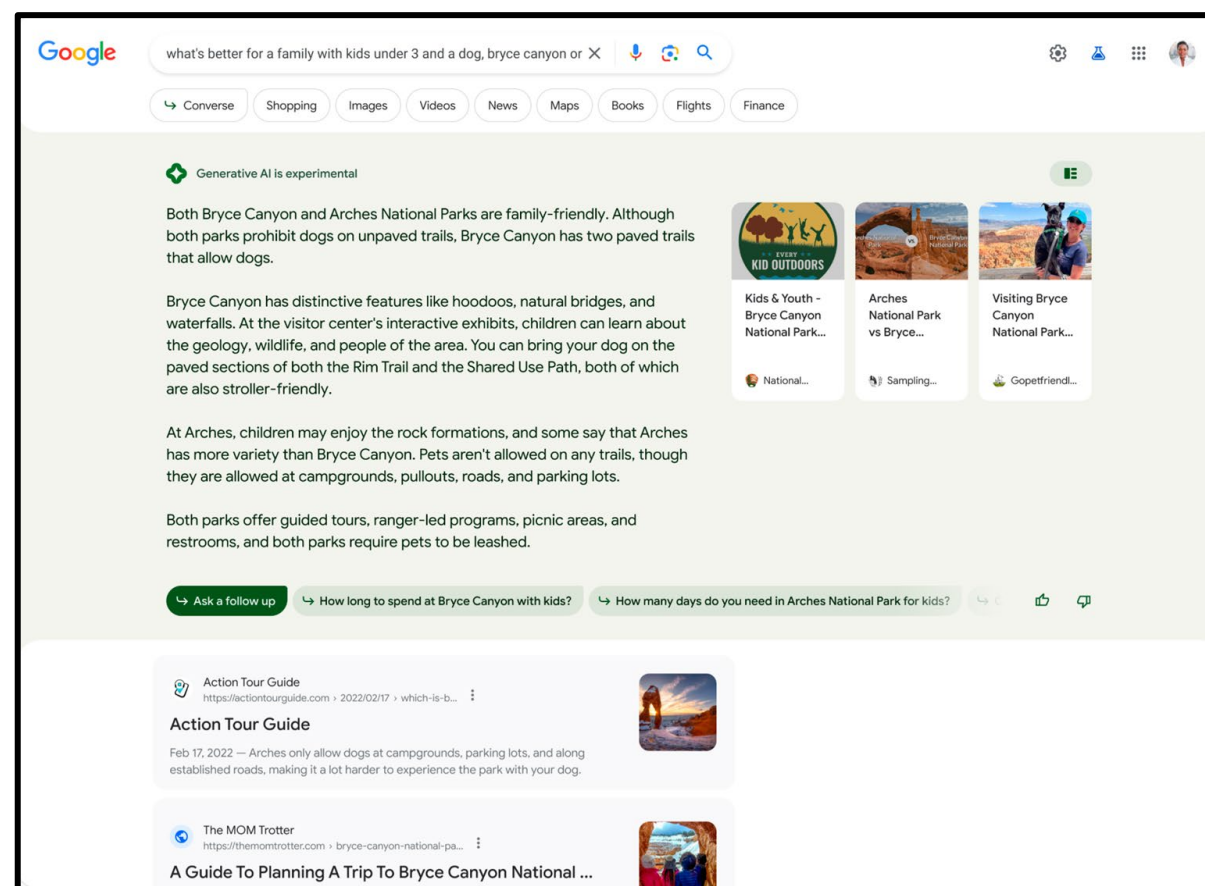 Google
what's better for a family with kids under 3 and a dog, bryce canyon or
Converse
Shopping
Images
Videos
News
Maps
Books
Flights
Finance
Generative AI is experimental
Both Bryce Canyon and Arches National Parks are family-friendly. Although
both parks prohibit dogs on unpaved trails, Bryce Canyon has two paved trails
that allow dogs.
Bryce Canyon has distinctive features like hoodoos, natural bridges, and
waterfalls. At the visitor center's interactive exhibits, children can learn about
the geology, wildlife, and people of the area. You can bring your dog on the
paved sections of both the Rim Trail and the Shared Use Path, both of which
are also stroller-friendly.
At Arches, children may enjoy the rock formations, and some say that Arches
has more variety than Bryce Canyon. Pets aren't allowed on any trails, though
they are allowed at campgrounds, pullouts, roads, and parking lots.
Both parks offer guided tours, ranger-led programs, picnic areas, and
restrooms, and both parks require pets to be leashed.
EVERY
KID OUTDOORS
Kids & Youth -
Bryce Canyon
National Park...
National...
Park
vs
Bryce Canyon
National Park
Arches
National Park
vs Bryce...
Sampling...
Visiting Bryce
Canyon
National Park...
Gopetfriendl...
Ask a follow up
How long to spend at Bryce Canyon with kids?
How many days do you need in Arches National Park for kids?
Action Tour Guide
https://actiontourguide.com › 2022/02/17 › which-is-b...
Action Tour Guide
Feb 17, 2022 — Arches only allow dogs at campgrounds, parking lots, and along
established roads, making it a lot harder to experience the park with your dog.
The MOM Trotter
https://themomtrotter.com › bryce-canyon-national-pa...
A Guide To Planning A Trip To Bryce Canyon National ...